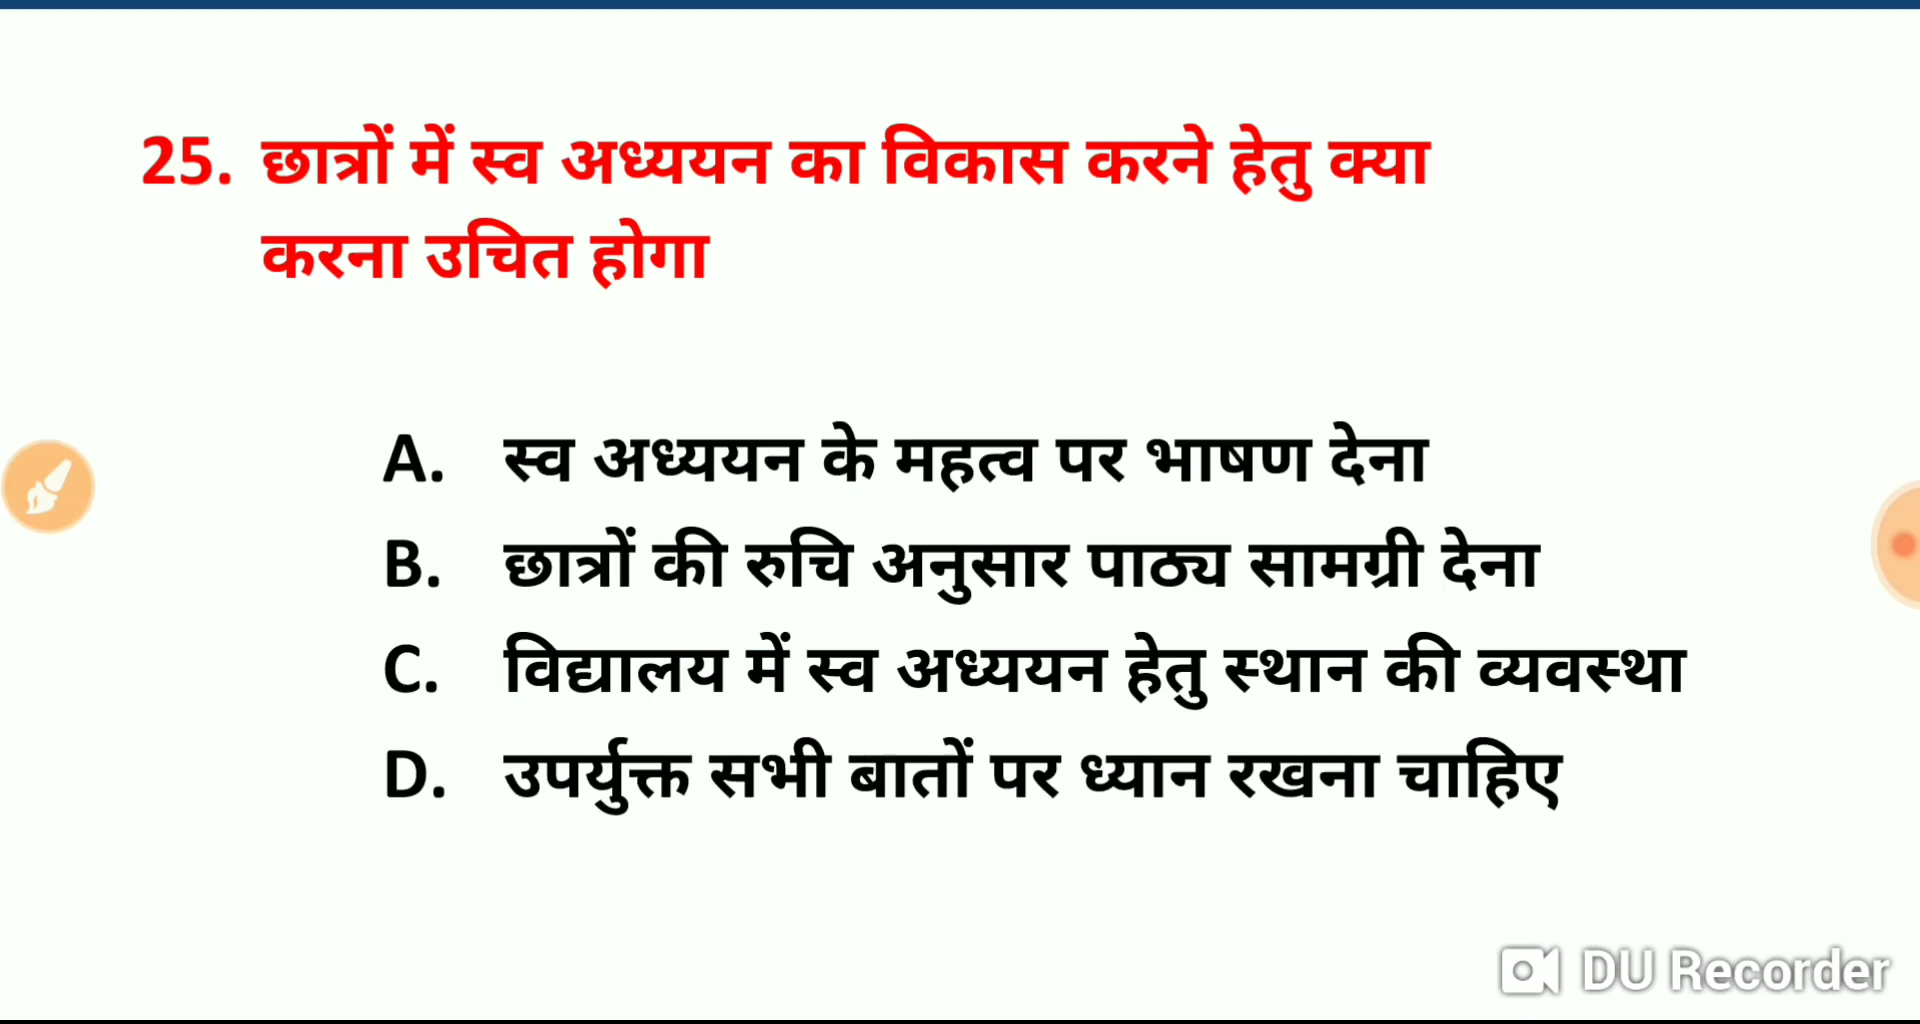 25. छात्रों में स्व अध्ययन का विकास करने हेतु क्या
करना उचित होगा
A. स्व अध्ययन के महत्व पर भाषण देना
B. छात्रों की रुचि अनुसार पाठ्य सामग्री देना
C. विद्यालय में स्व अध्ययन हेतु स्थान की व्यवस्था
D. उपर्युक्त सभी बातों पर ध्यान रखना चाहिए
DU Recorder